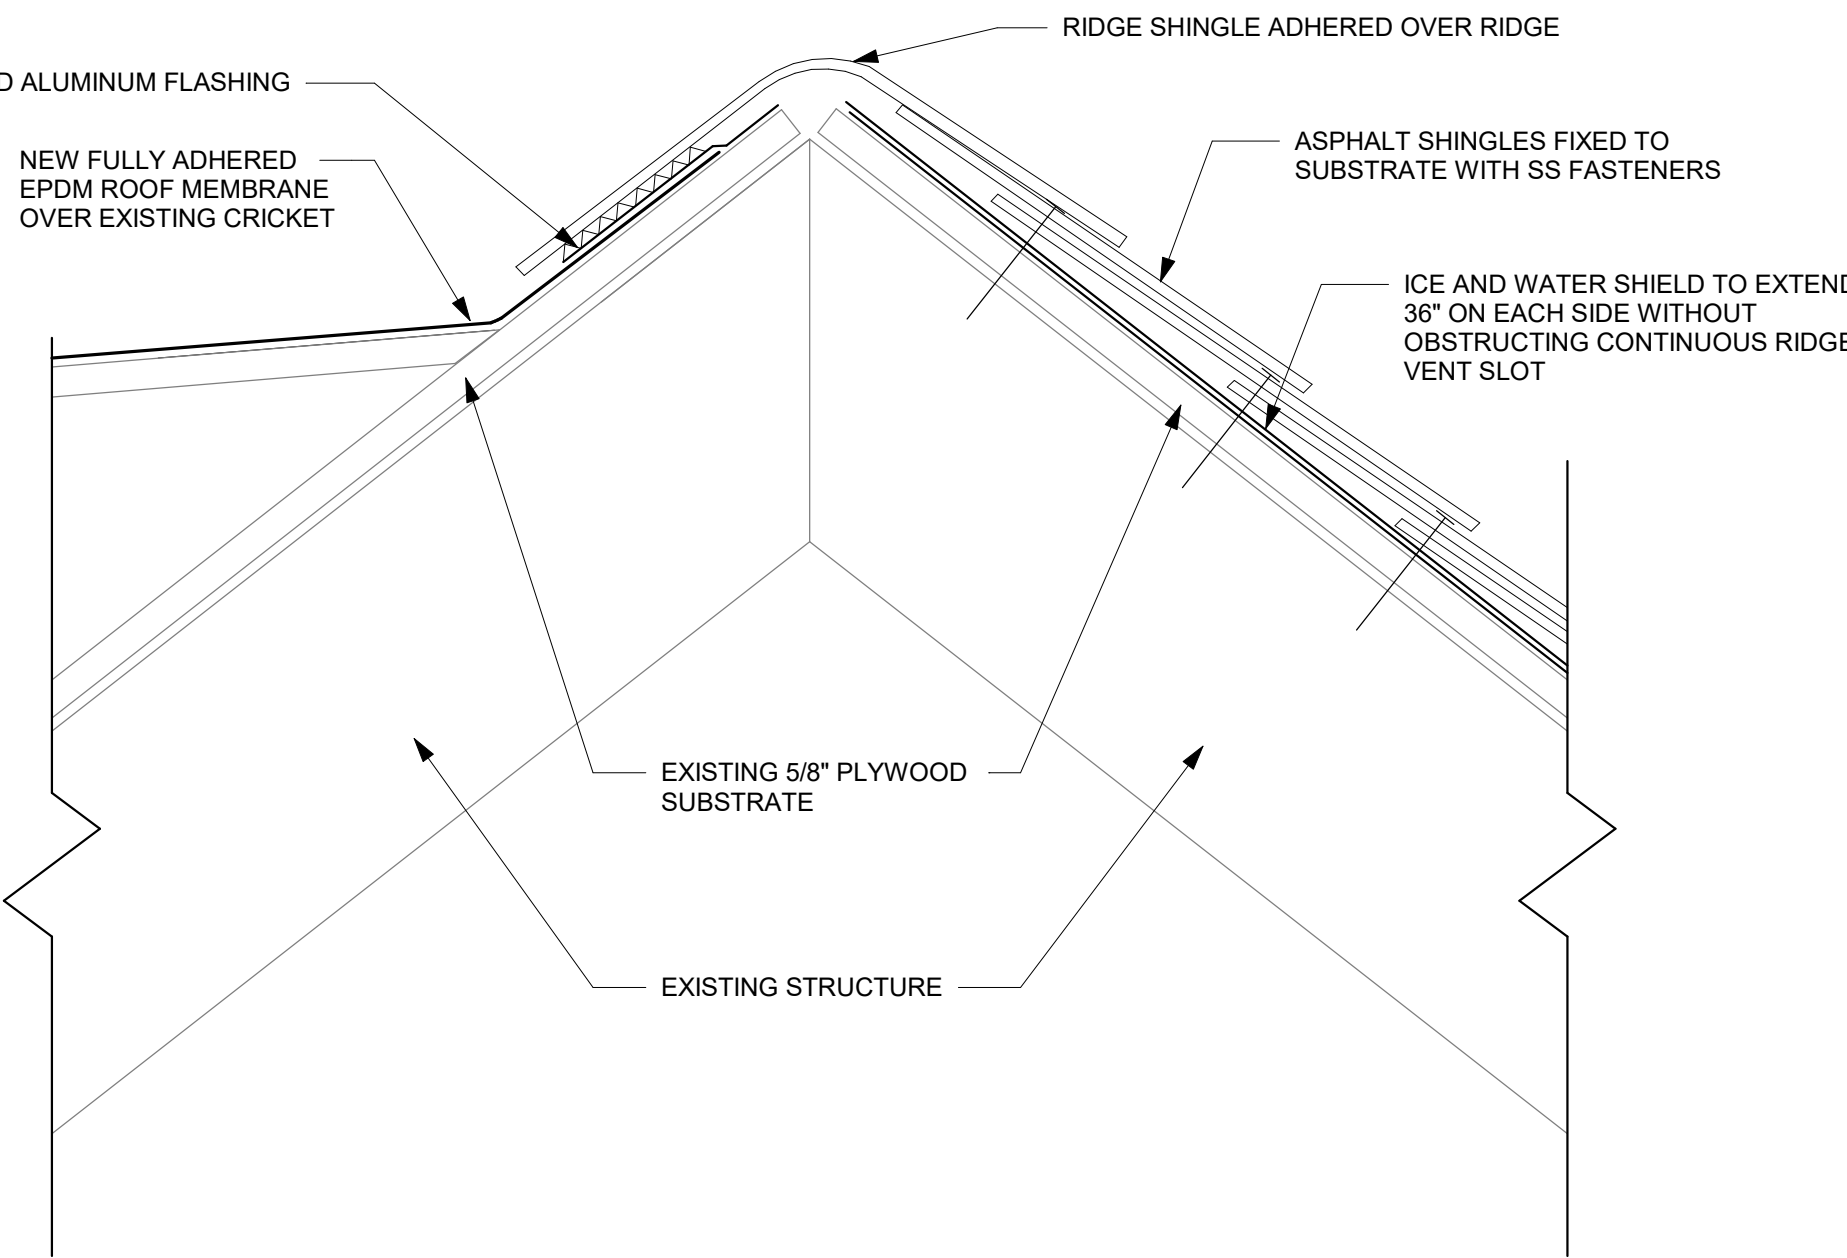 RIDGE SHINGLE ADHERED OVER RIDGE
D ALUMINUM FLASHING
NEW FULLY ADHERED
EPDM ROOF MEMBRANE
OVER EXISTING CRICKET
ASPHALT SHINGLES FIXED TO
SUBSTRATE WITH SS FASTENERS
ICE AND WATER SHIELD TO EXTEND
36" ON EACH SIDE WITHOUT
OBSTRUCTING CONTINUOUS RIDGE
VENT SLOT
EXISTING 5/8" PLYWOOD
SUBSTRATE
EXISTING STRUCTURE